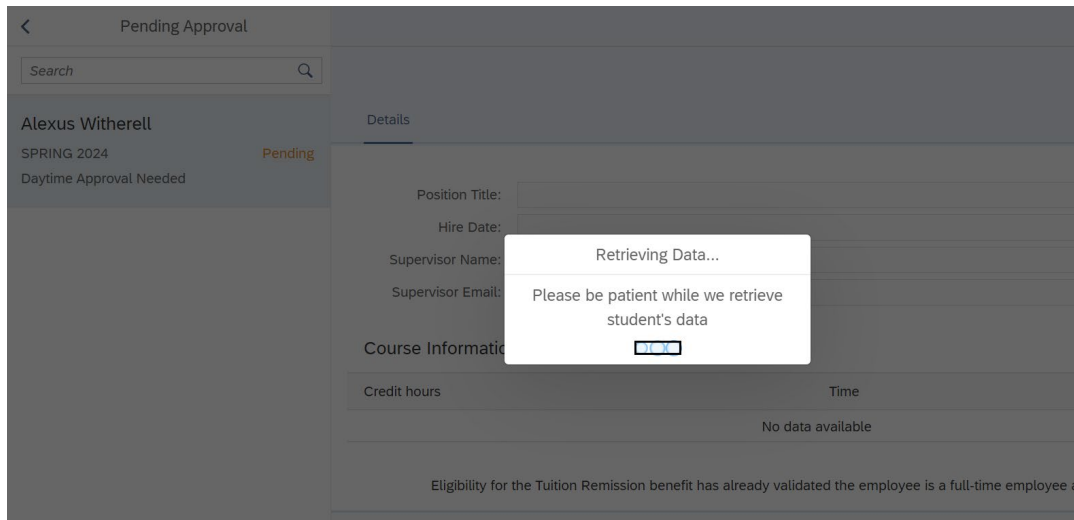 Pending Approval
Search
Alexus Witherell
SPRING 2024
Pending
Daytime Approval Needed
Details
Position Title:
Hire Date:
Supervisor Name:
Supervisor Email:
Retrieving Data...
Please be patient while we retrieve
student's data
Course Informatio
Credit hours
Time
No data available
Eligibility for the Tuition Remission benefit has already validated the employee is a full-time employee